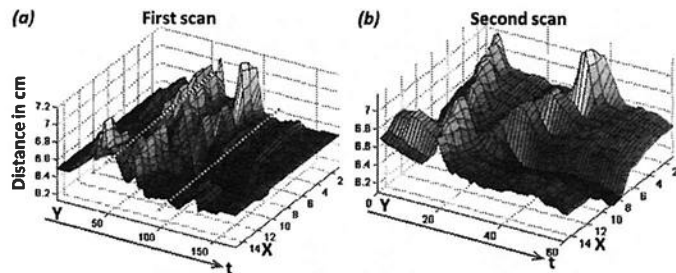 (a) First scan
Distance in cm
7.2
7
6.8
6.6
6.4
6.2
Y
50
100
150
t
14 12 10 8 6 4 2
X
(b) Second scan
7
6.8
6.6
6.4
6.2
0
Y
20
40
60
t
14 12 10 8 6 4 2
X